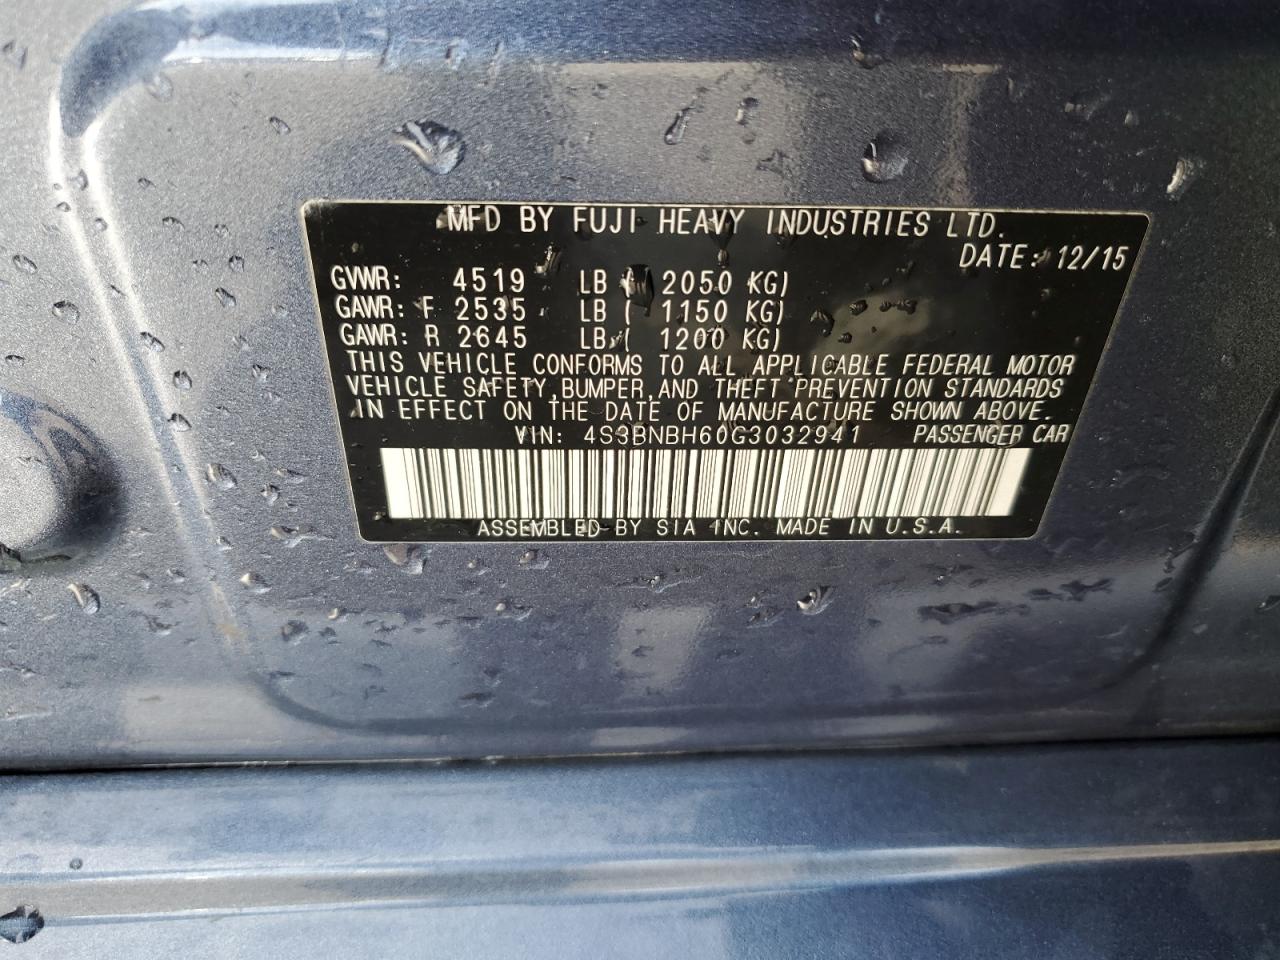 MFD BY FUJI HEAVY INDUSTRIES LTD.
DATE: 12/15
GVWR: 4519 LB ( 2050 KG)
GAWR: F 2535 LB ( 1150 KG)
GAWR: R 2645 LB ( 1200 KG)
THIS VEHICLE CONFORMS TO ALL APPLICABLE FEDERAL MOTOR
VEHICLE SAFETY,BUMPER,AND THEFT PREVENTION STANDARDS
IN EFFECT ON THE DATE OF MANUFACTURE SHOWN ABOVE.
VIN: 4S3BNBH60G3032941 PASSENGER CAR
ASSEMBLED BY SIA INC. MADE IN U.S.A.